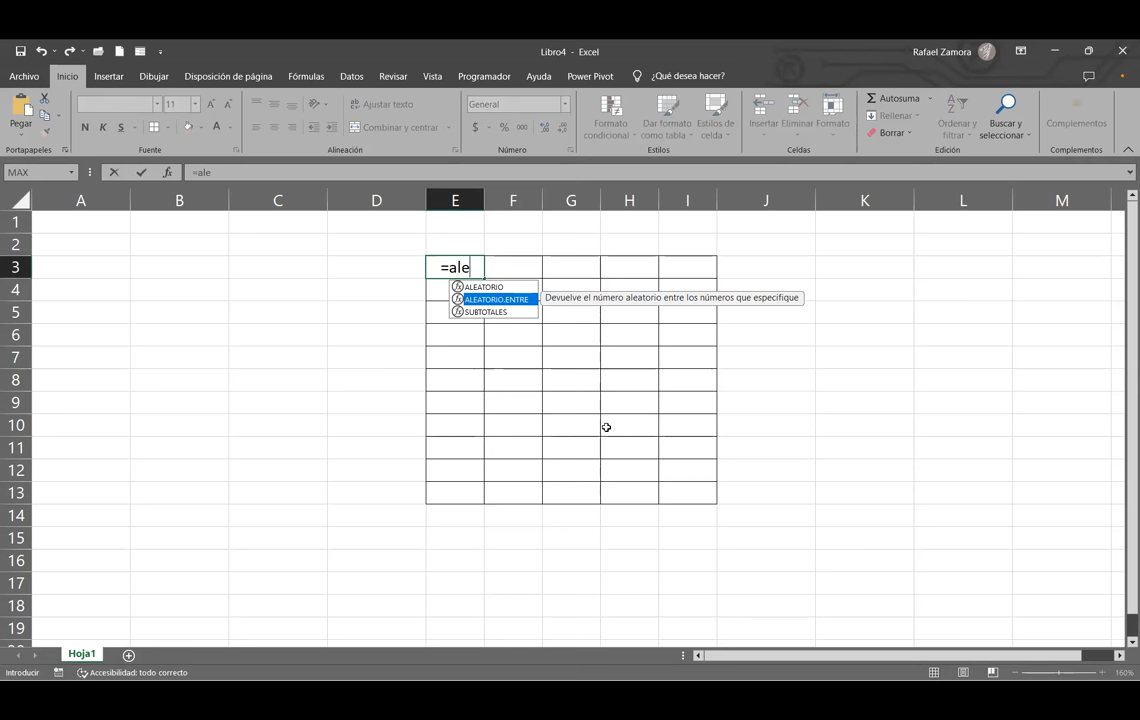 Libro4 - Excel
Rafael Zamora
Archivo Inicio Insertar Dibujar Disposición de página Fórmulas Datos Revisar Vista Programador Ayuda Power Pivot ¿Qué desea hacer?
Pegar
11
N K S
A
Ajustar texto
Combinar y centrar
General
$ % 000
Formato condicional
Dar formato como tabla
Estilos de celda
Insertar Eliminar Formato
Autosuma
Rellenar
Borrar
Ordenar y filtrar
Buscar y seleccionar
Complementos
Portapapeles Fuente Alineación Número Estilos Celdas Edición Complementos
MAX fx =ale
A B C D E F G H I J K L M
1
2
3 =ale
4
ALEATORIO
ALEATORIO.ENTRE Devuelve el número aleatorio entre los números que especifique
SUBTOTALES
5
6
7
8
9
10
11
12
13
14
15
16
17
18
19
Hoja1
Introducir Accesibilidad: todo correcto 160%